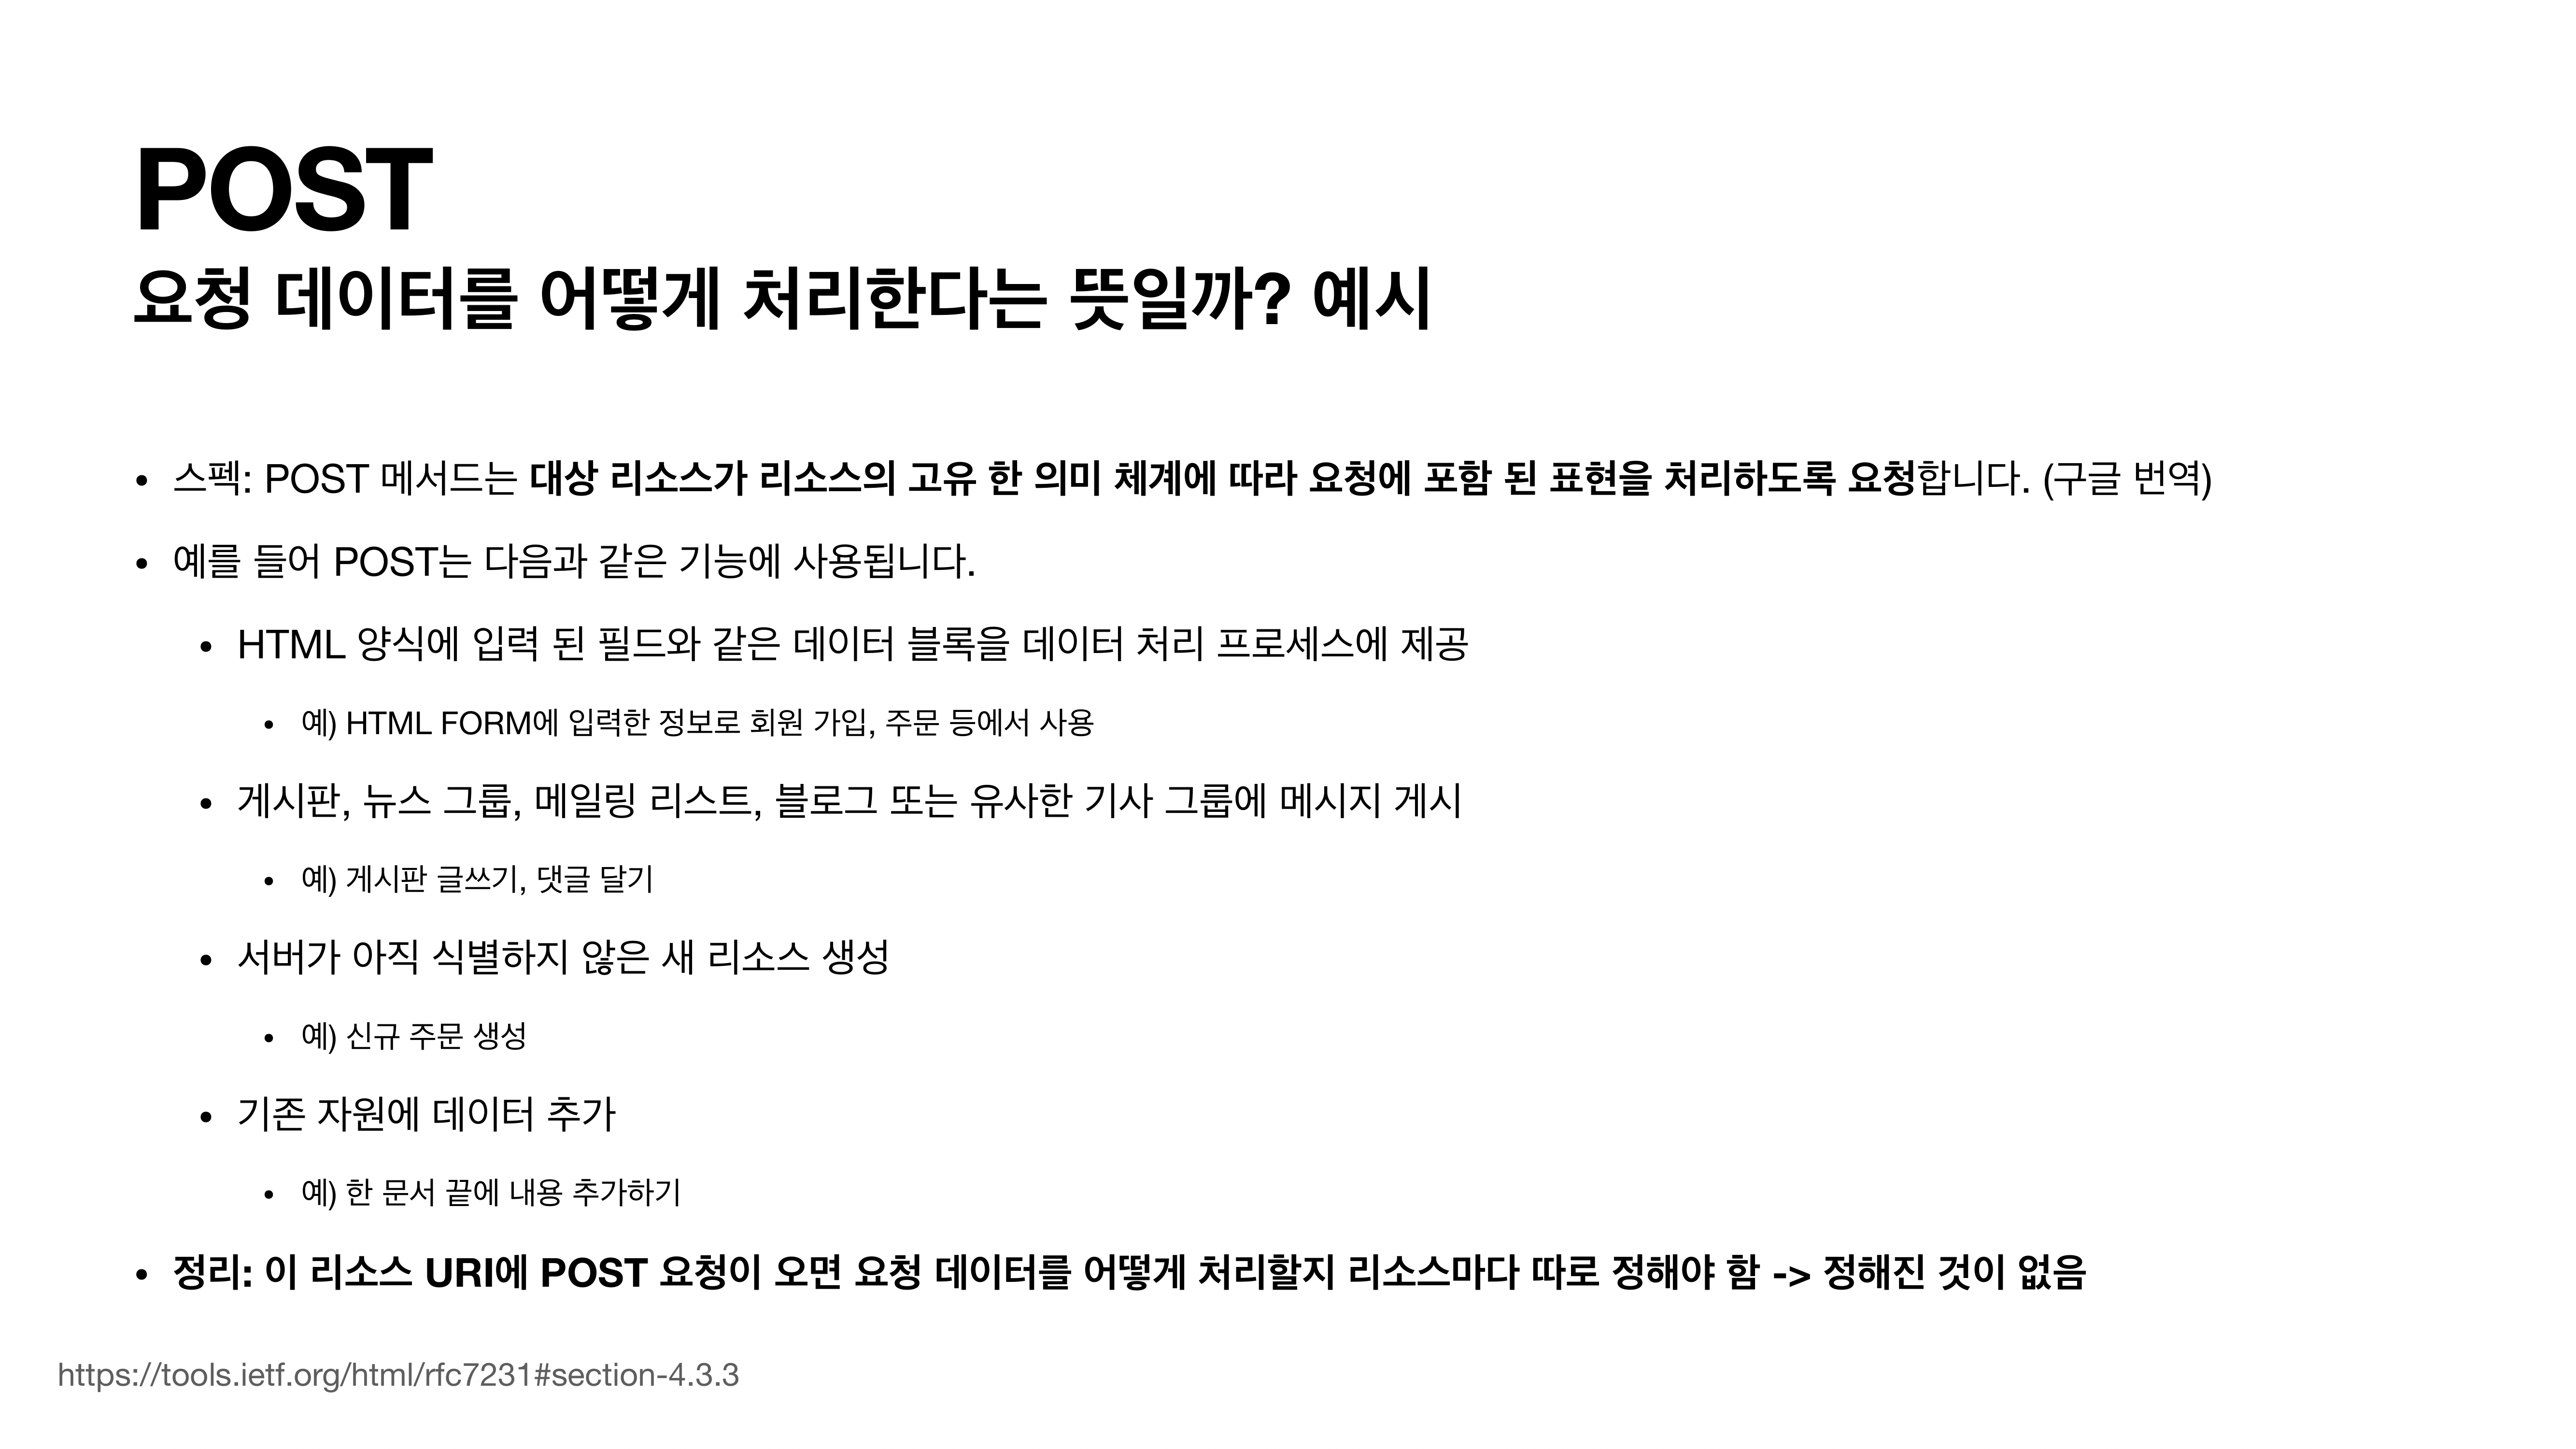 POST
요청 데이터를 어떻게 처리한다는 뜻일까? 예시
• 스펙: POST 메서드는 대상 리소스가 리소스의 고유 한 의미 체계에 따라 요청에 포함 된 표현을 처리하도록 요청합니다. (구글 번역)
• 예를 들어 POST는 다음과 같은 기능에 사용됩니다.
• HTML 양식에 입력 된 필드와 같은 데이터 블록을 데이터 처리 프로세스에 제공
• 예) HTML FORM에 입력한 정보로 회원 가입, 주문 등에서 사용
• 게시판, 뉴스 그룹, 메일링 리스트, 블로그 또는 유사한 기사 그룹에 메시지 게시
• 예) 게시판 글쓰기, 댓글 달기
• 서버가 아직 식별하지 않은 새 리소스 생성
• 예) 신규 주문 생성
• 기존 자원에 데이터 추가
• 예) 한 문서 끝에 내용 추가하기
• 정리: 이 리소스 URI에 POST 요청이 오면 요청 데이터를 어떻게 처리할지 리소스마다 따로 정해야 함 -> 정해진 것이 없음
https://tools.ietf.org/html/rfc7231#section-4.3.3